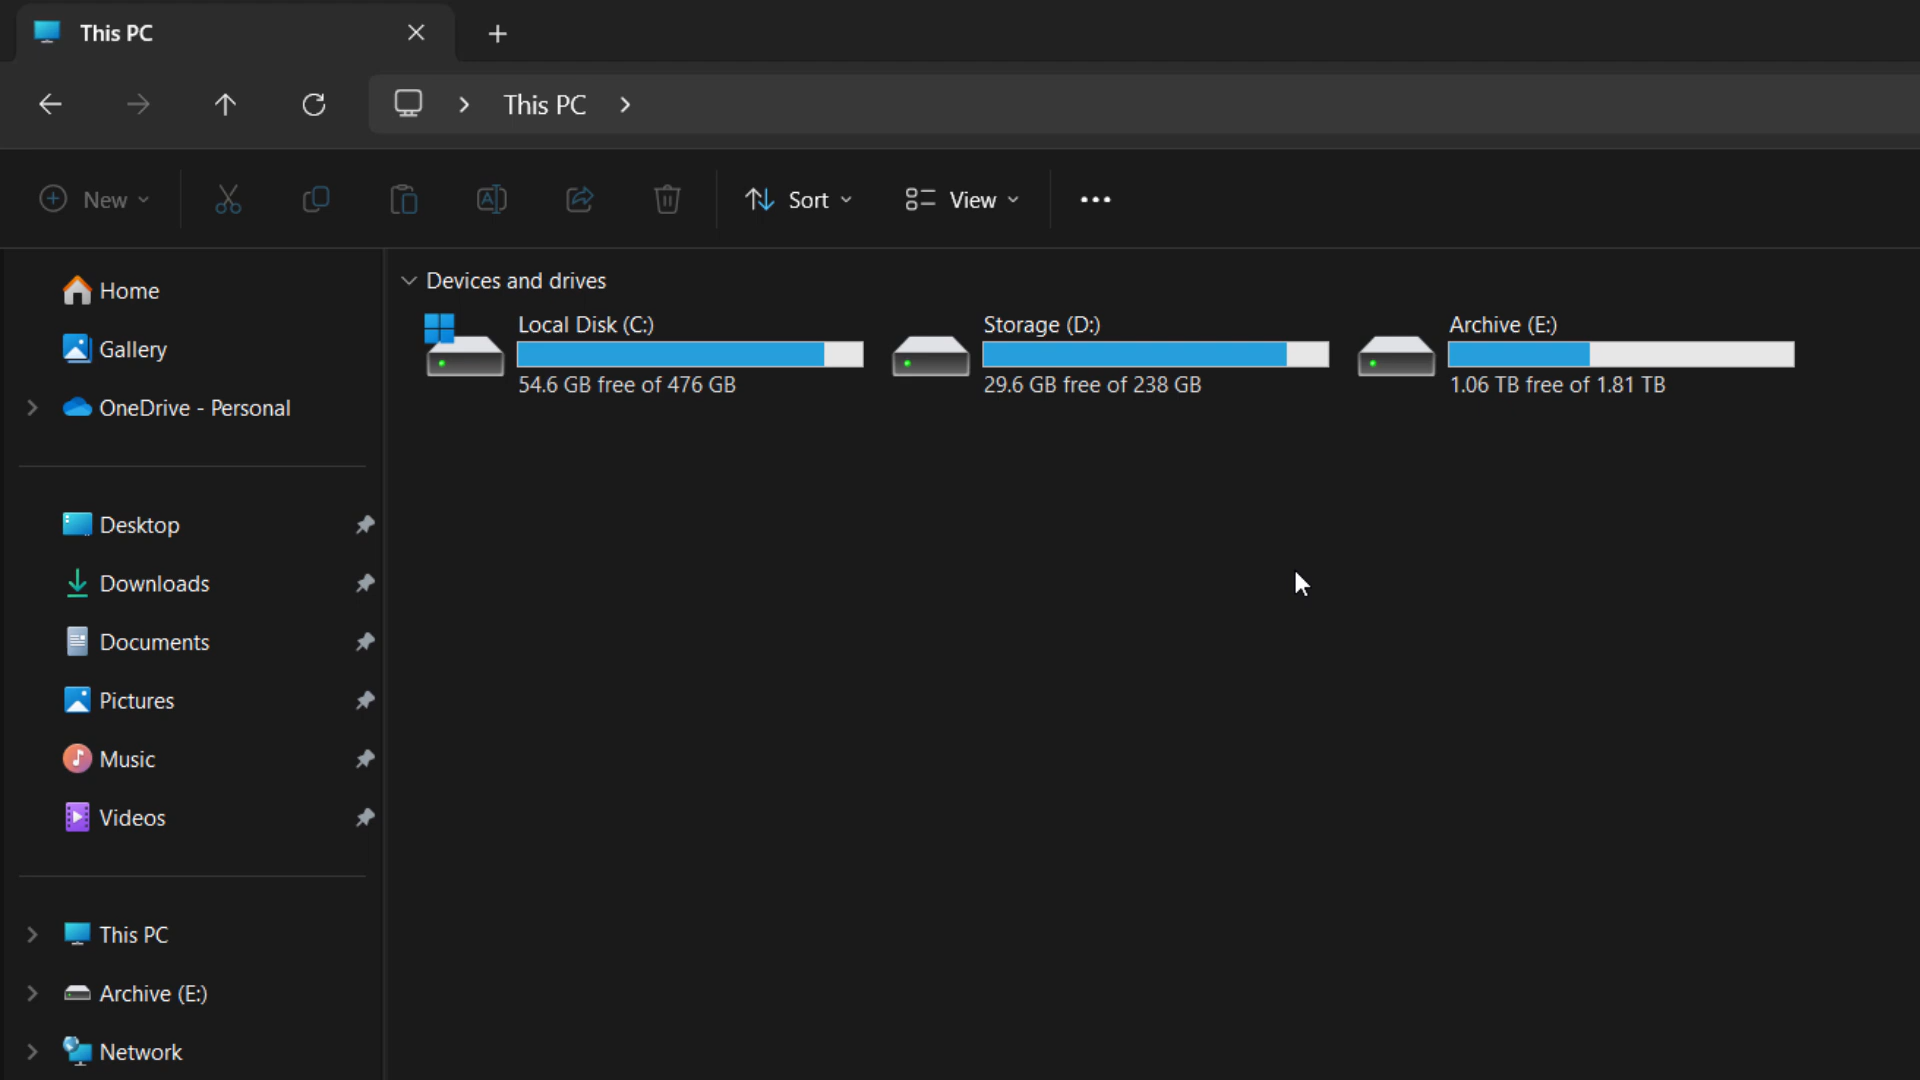 This PC
This PC
New
Sort
View
Home
Gallery
OneDrive - Personal
Desktop
Downloads
Documents
Pictures
Music
Videos
This PC
Archive (E:)
Network
Devices and drives
Local Disk (C:)
54.6 GB free of 476 GB
Storage (D:)
29.6 GB free of 238 GB
Archive (E:)
1.06 TB free of 1.81 TB